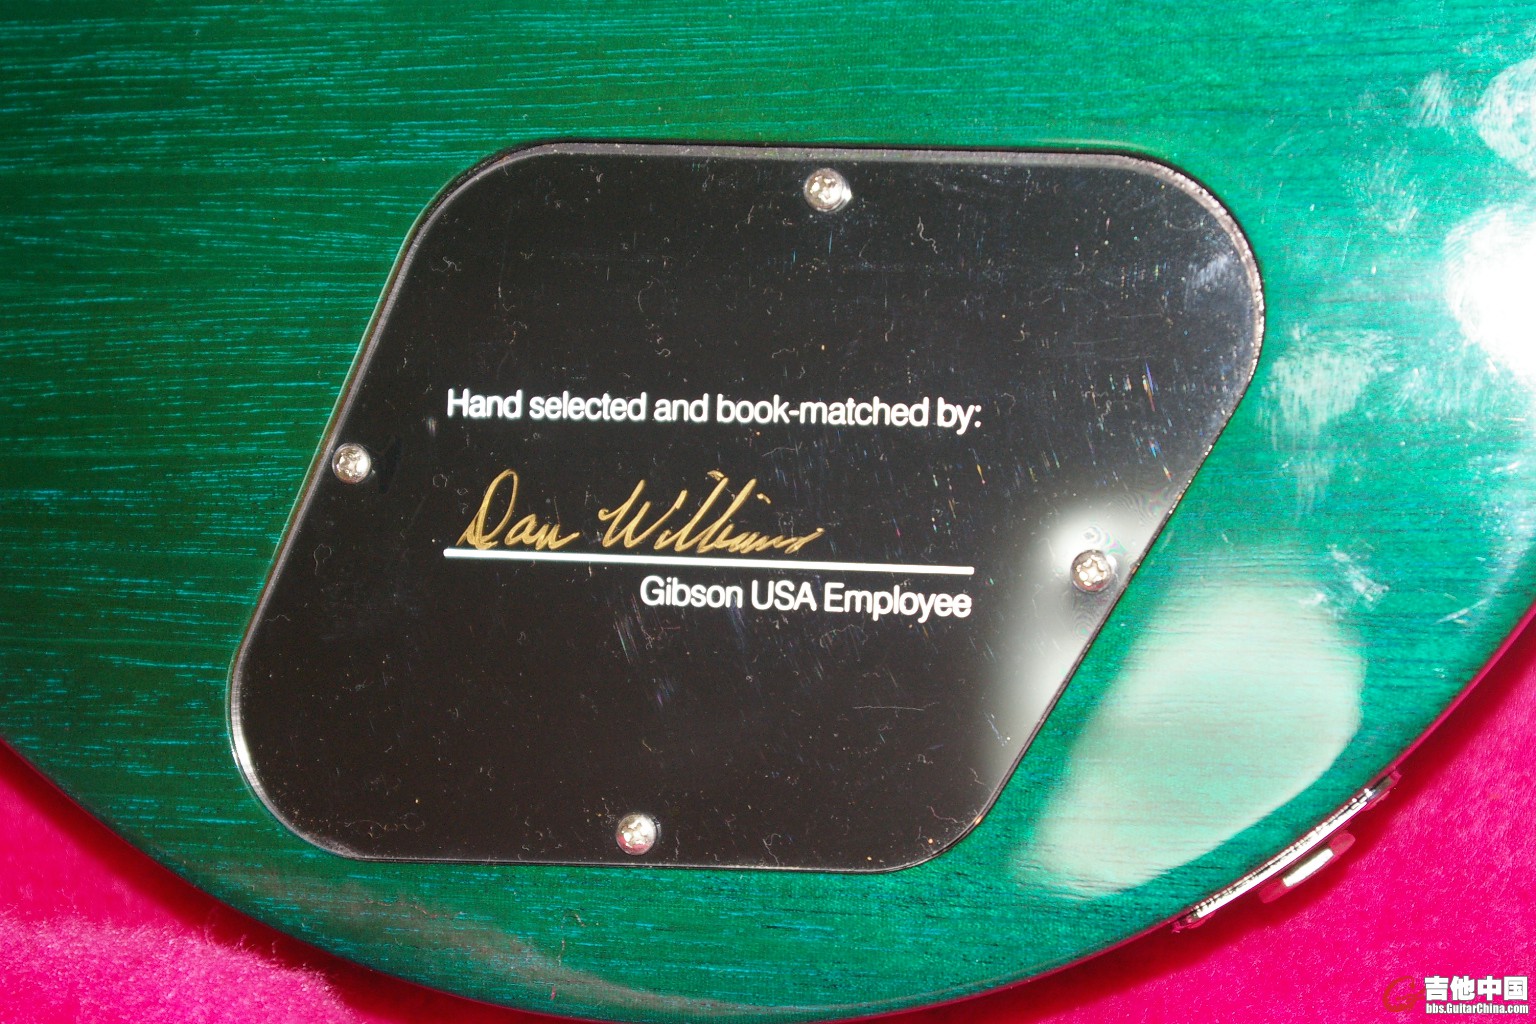 Hand selected and book-matched by:
Dan Williams
Gibson USA Employee
吉他中国
bbs.GuitarChina.com